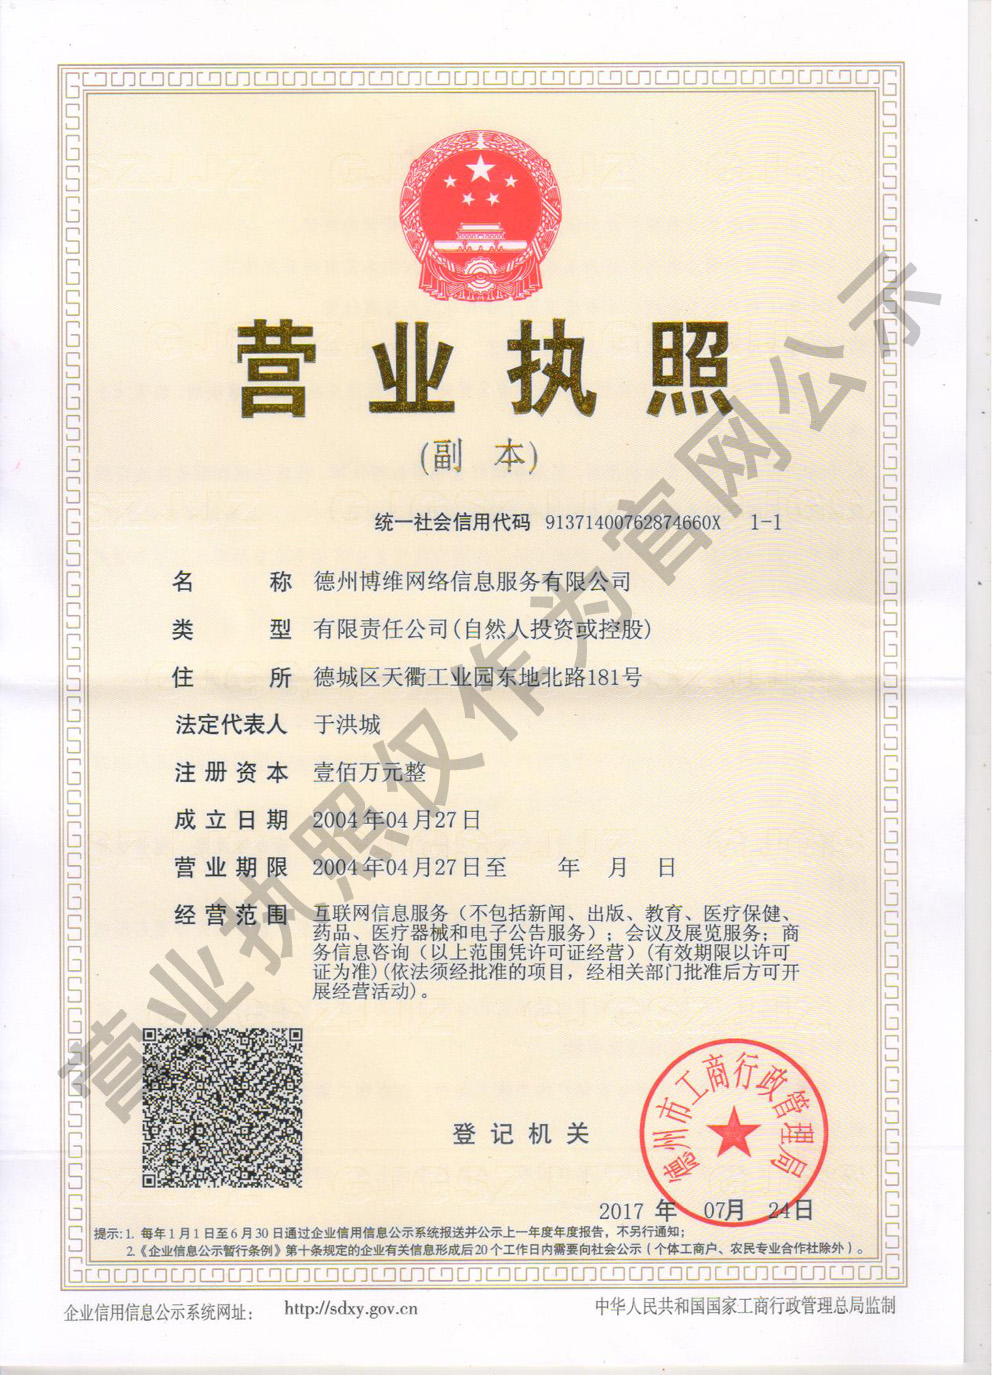 营业执照
(副 本)
统一社会信用代码 91371400762874660X 1-1
名 称 德州博维网络信息服务有限公司
类 型 有限责任公司(自然人投资或控股)
住 所 德城区天衢工业园东地北路181号
法定代表人 于洪城
注册资本 壹佰万元整
成立日期 2004年04月27日
营业期限 2004年04月27日至 年 月 日
经营范围 互联网信息服务（不包括新闻、出版、教育、医疗保健、
药品、医疗器械和电子公告服务）；会议及展览服务；商
务信息咨询（以上范围凭许可证经营）(有效期限以许可
证为准)(依法须经批准的项目，经相关部门批准后方可开
展经营活动)。
营业执照仅作为官网公示
登记机关
德州市工商行政管理局
2017 年 07月 24日
提示:1. 每年1月1日至6月30日通过企业信用信息公示系统报送并公示上一年度年度报告，不另行通知；
2.《企业信息公示暂行条例》第十条规定的企业有关信息形成后20个工作日内需要向社会公示（个体工商户、农民专业合作社除外）。
企业信用信息公示系统网址： http://sdxy.gov.cn
中华人民共和国国家工商行政管理总局监制